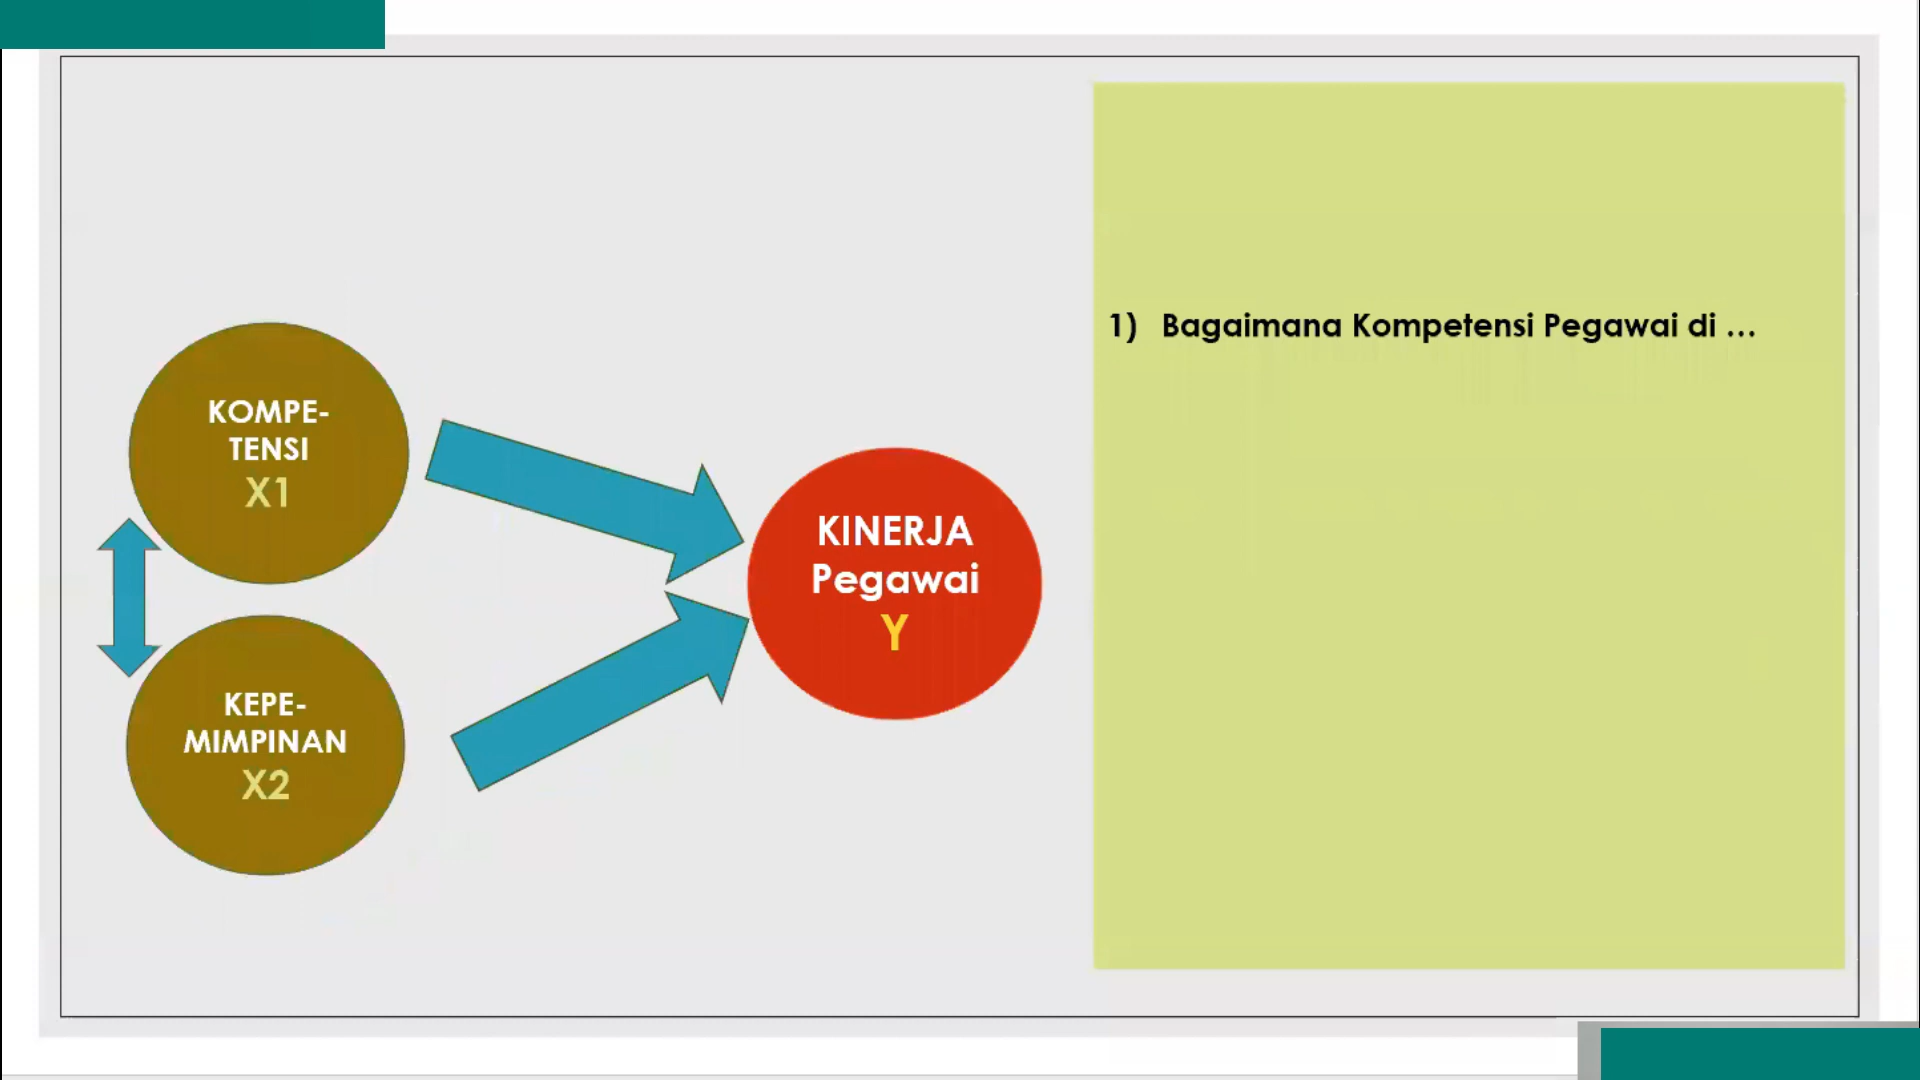 KOMPE-
TENSI
X1
KEPE-
MIMPINAN
X2
KINERJA
Pegawai
Y
1) Bagaimana Kompetensi Pegawai di ...